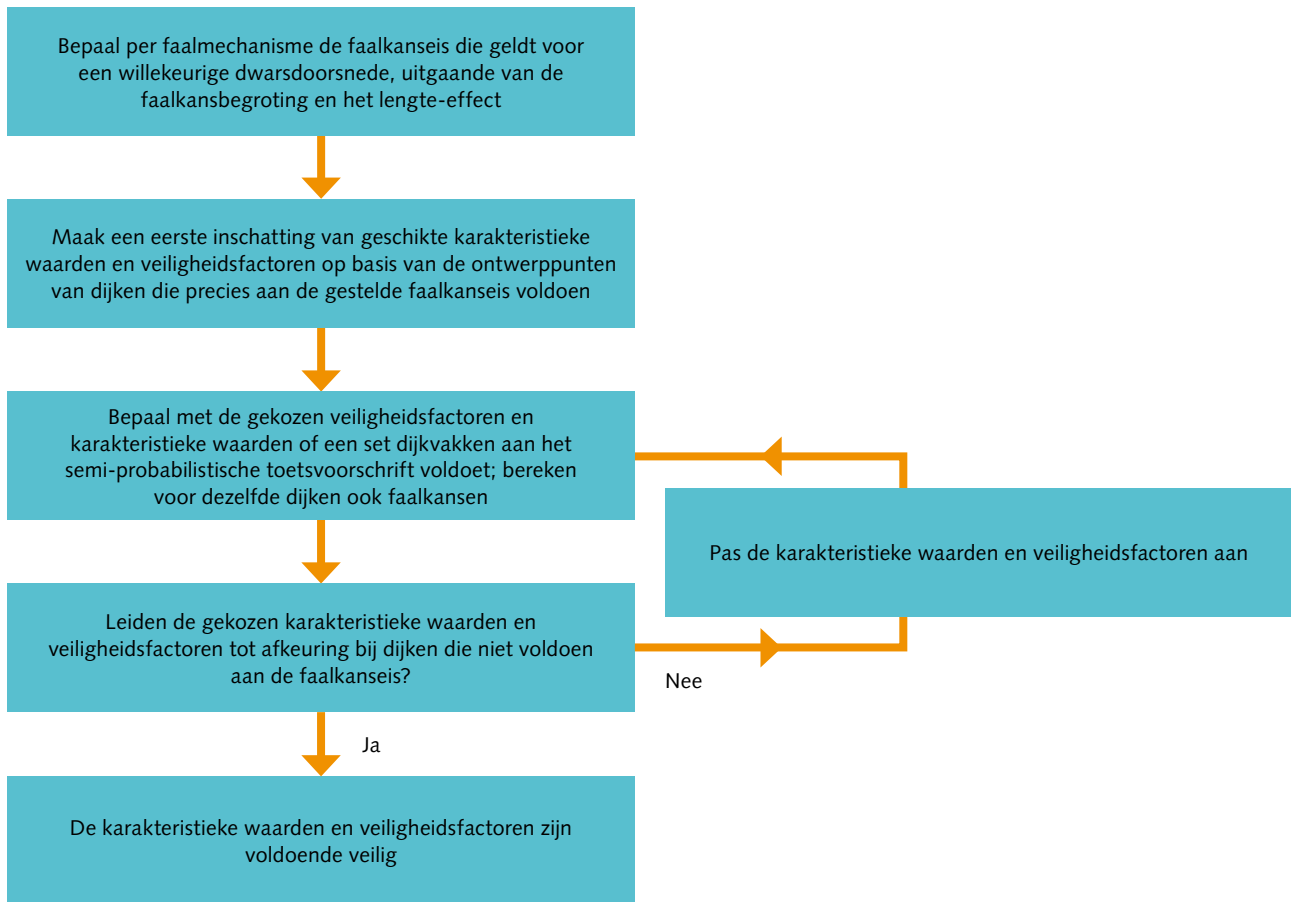 Bepaal per faalmechanisme de faalkanseis die geldt voor
een willekeurige dwarsdoorsnede, uitgaande van de
faalkansbegroting en het lengte-effect
Maak een eerste inschatting van geschikte karakteristieke
waarden en veiligheidsfactoren op basis van de ontwerppunten
van dijken die precies aan de gestelde faalkanseis voldoen
Bepaal met de gekozen veiligheidsfactoren en
karakteristieke waarden of een set dijkvakken aan het
semi-probabilistische toetsvoorschrift voldoet; bereken
voor dezelfde dijken ook faalkansen
Pas de karakteristieke waarden en veiligheidsfactoren aan
Leiden de gekozen karakteristieke waarden en
veiligheidsfactoren tot afkeuring bij dijken die niet voldoen
aan de faalkanseis?
Nee
Ja
De karakteristieke waarden en veiligheidsfactoren zijn
voldoende veilig